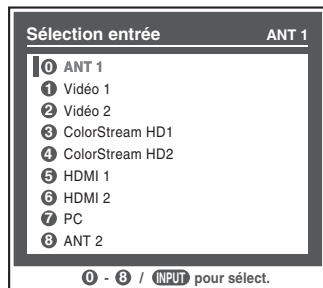 Sélection entrée ANT 1
0 ANT 1
1 Vidéo 1
2 Vidéo 2
3 ColorStream HD1
4 ColorStream HD2
5 HDMI 1
6 HDMI 2
7 PC
8 ANT 2
0 - 8 / INPUT pour sélect.